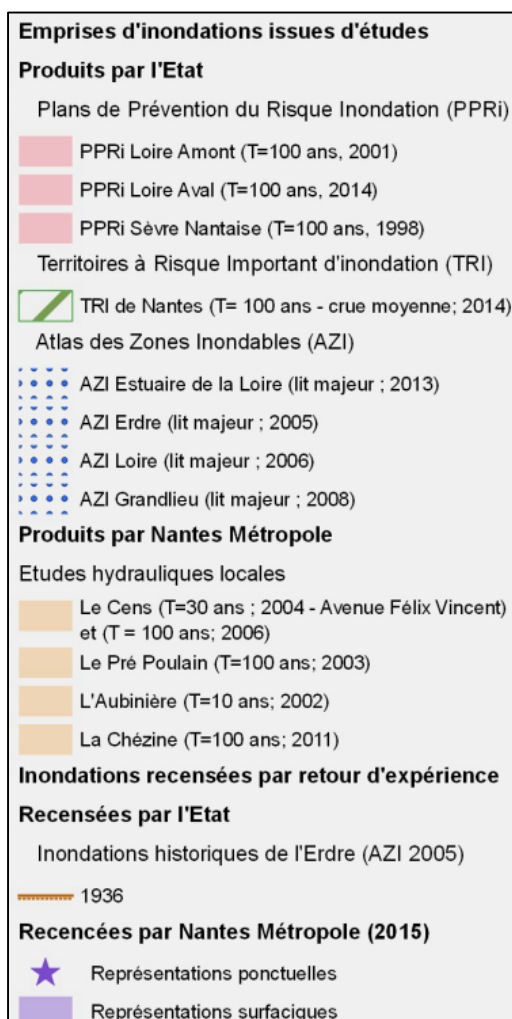 Emprises d'inondations issues d'études
Produits par l'Etat
Plans de Prévention du Risque Inondation (PPRi)
PPRi Loire Amont (T=100 ans, 2001)
PPRi Loire Aval (T=100 ans, 2014)
PPRi Sèvre Nantaise (T=100 ans, 1998)
Territoires à Risque Important d'inondation (TRI)
TRI de Nantes (T= 100 ans - crue moyenne; 2014)
Atlas des Zones Inondables (AZI)
AZI Estuaire de la Loire (lit majeur ; 2013)
AZI Erdre (lit majeur ; 2005)
AZI Loire (lit majeur ; 2006)
AZI Grandlieu (lit majeur ; 2008)
Produits par Nantes Métropole
Etudes hydrauliques locales
Le Cens (T=30 ans ; 2004 - Avenue Félix Vincent)
et (T = 100 ans; 2006)
Le Pré Poulain (T=100 ans; 2003)
L'Aubinière (T=10 ans; 2002)
La Chézine (T=100 ans; 2011)
Inondations recensées par retour d'expérience
Recensées par l'Etat
Inondations historiques de l'Erdre (AZI 2005)
1936
Recencées par Nantes Métropole (2015)
Représentations ponctuelles
Représentations surfaciques